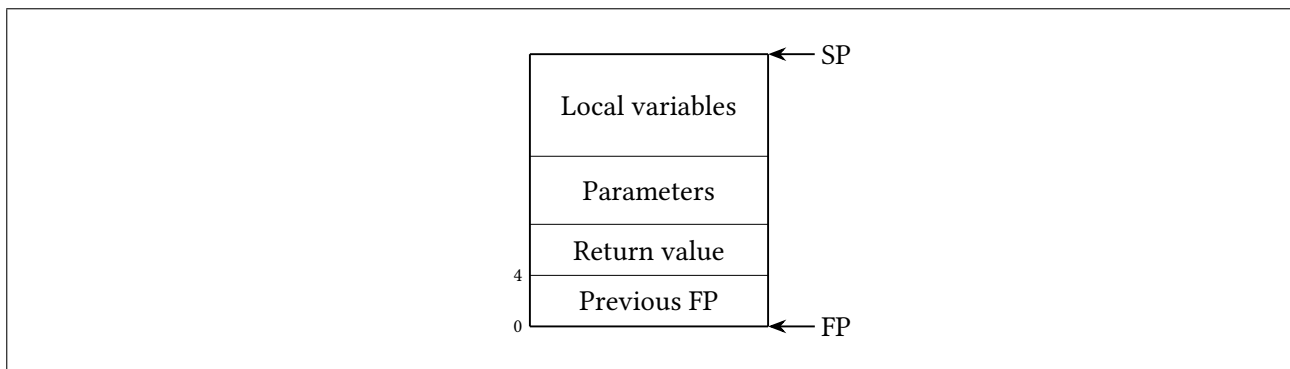 SP
Local variables
Parameters
Return value
4
Previous FP
0
FP